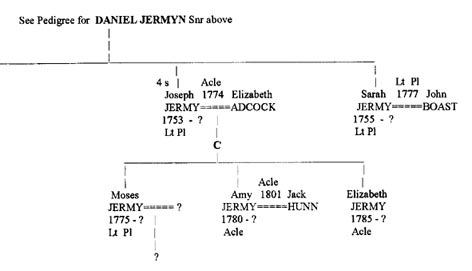 See Pedigree for DANIEL JERMYN Snr above
4 s Acle Lt Pl
Joseph 1774 Elizabeth Sarah 1777 John
JERMY=====ADCOCK JERMY=====BOAST
1753 - ? 1755 - ?
Lt Pl Lt Pl
C
Acle
Moses Amy 1801 Jack Elizabeth
JERMY===== ? JERMY=====HUNN JERMY
1775 - ? 1780 - ? 1785 - ?
Lt Pl Acle Acle
?